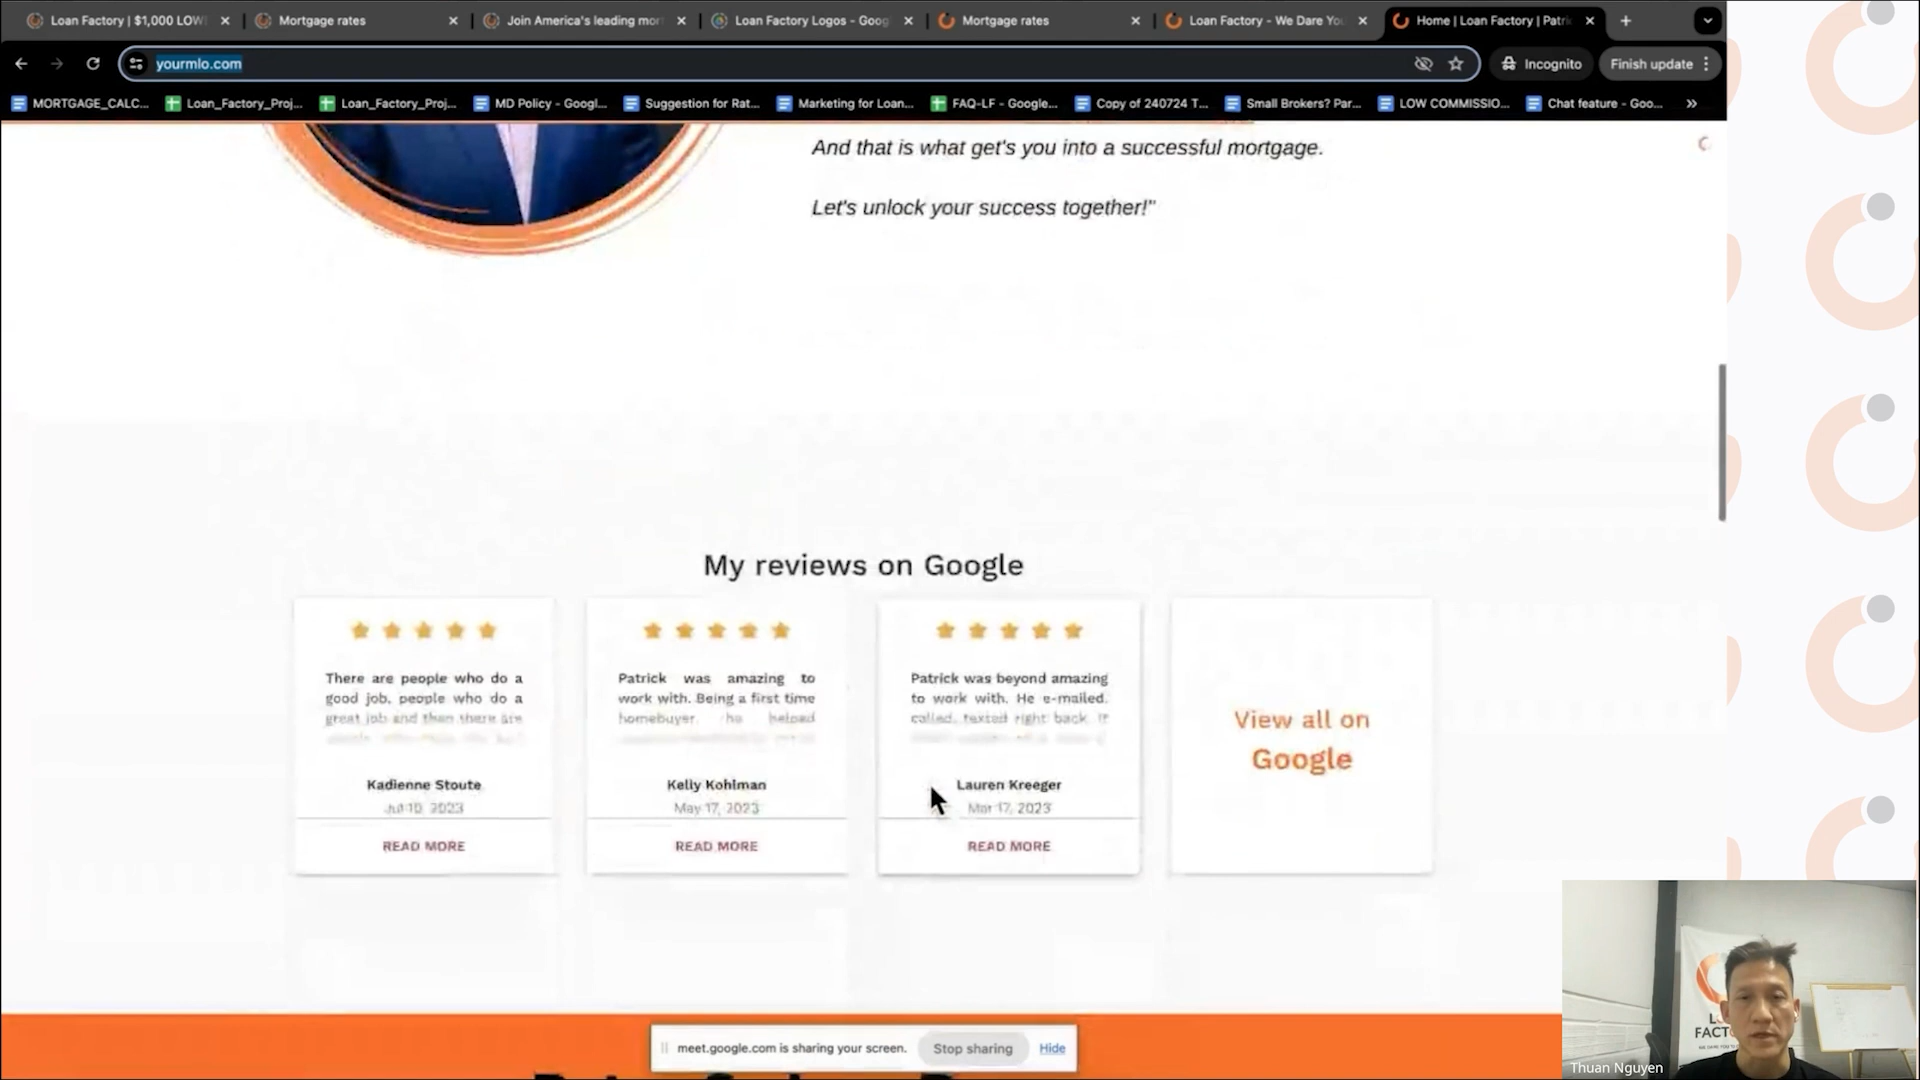 Loan Factory | $1,000 LOW
Mortgage rates
Join America's leading mor
Loan Factory Logos - Goog
Mortgage rates
Loan Factory - We Dare Yo
Home | Loan Factory | Patri
yourmlo.com
Incognito
Finish update
MORTGAGE_CALC...
Loan_Factory_Proj...
Loan_Factory_Proj...
MD Policy - Googl...
Suggestion for Rat...
Marketing for Loan...
FAQ-LF - Google...
Copy of 240724 T...
Small Brokers? Par...
LOW COMMISSIO...
Chat feature - Goo...
And that is what get's you into a successful mortgage.
Let's unlock your success together!"
My reviews on Google
There are people who do a
good job, people who do a
great job and then there are
Kadienne Stoute
Jul 10, 2023
READ MORE
Patrick was amazing to
work with. Being a first time
homebuyer, he helped
Kelly Kohlman
May 17, 2023
READ MORE
Patrick was beyond amazing
to work with. He e-mailed,
called, texted right back. It
Lauren Kreeger
Mar 17, 2023
READ MORE
View all on
Google
meet.google.com is sharing your screen.
Stop sharing
Hide
Thuan Nguyen